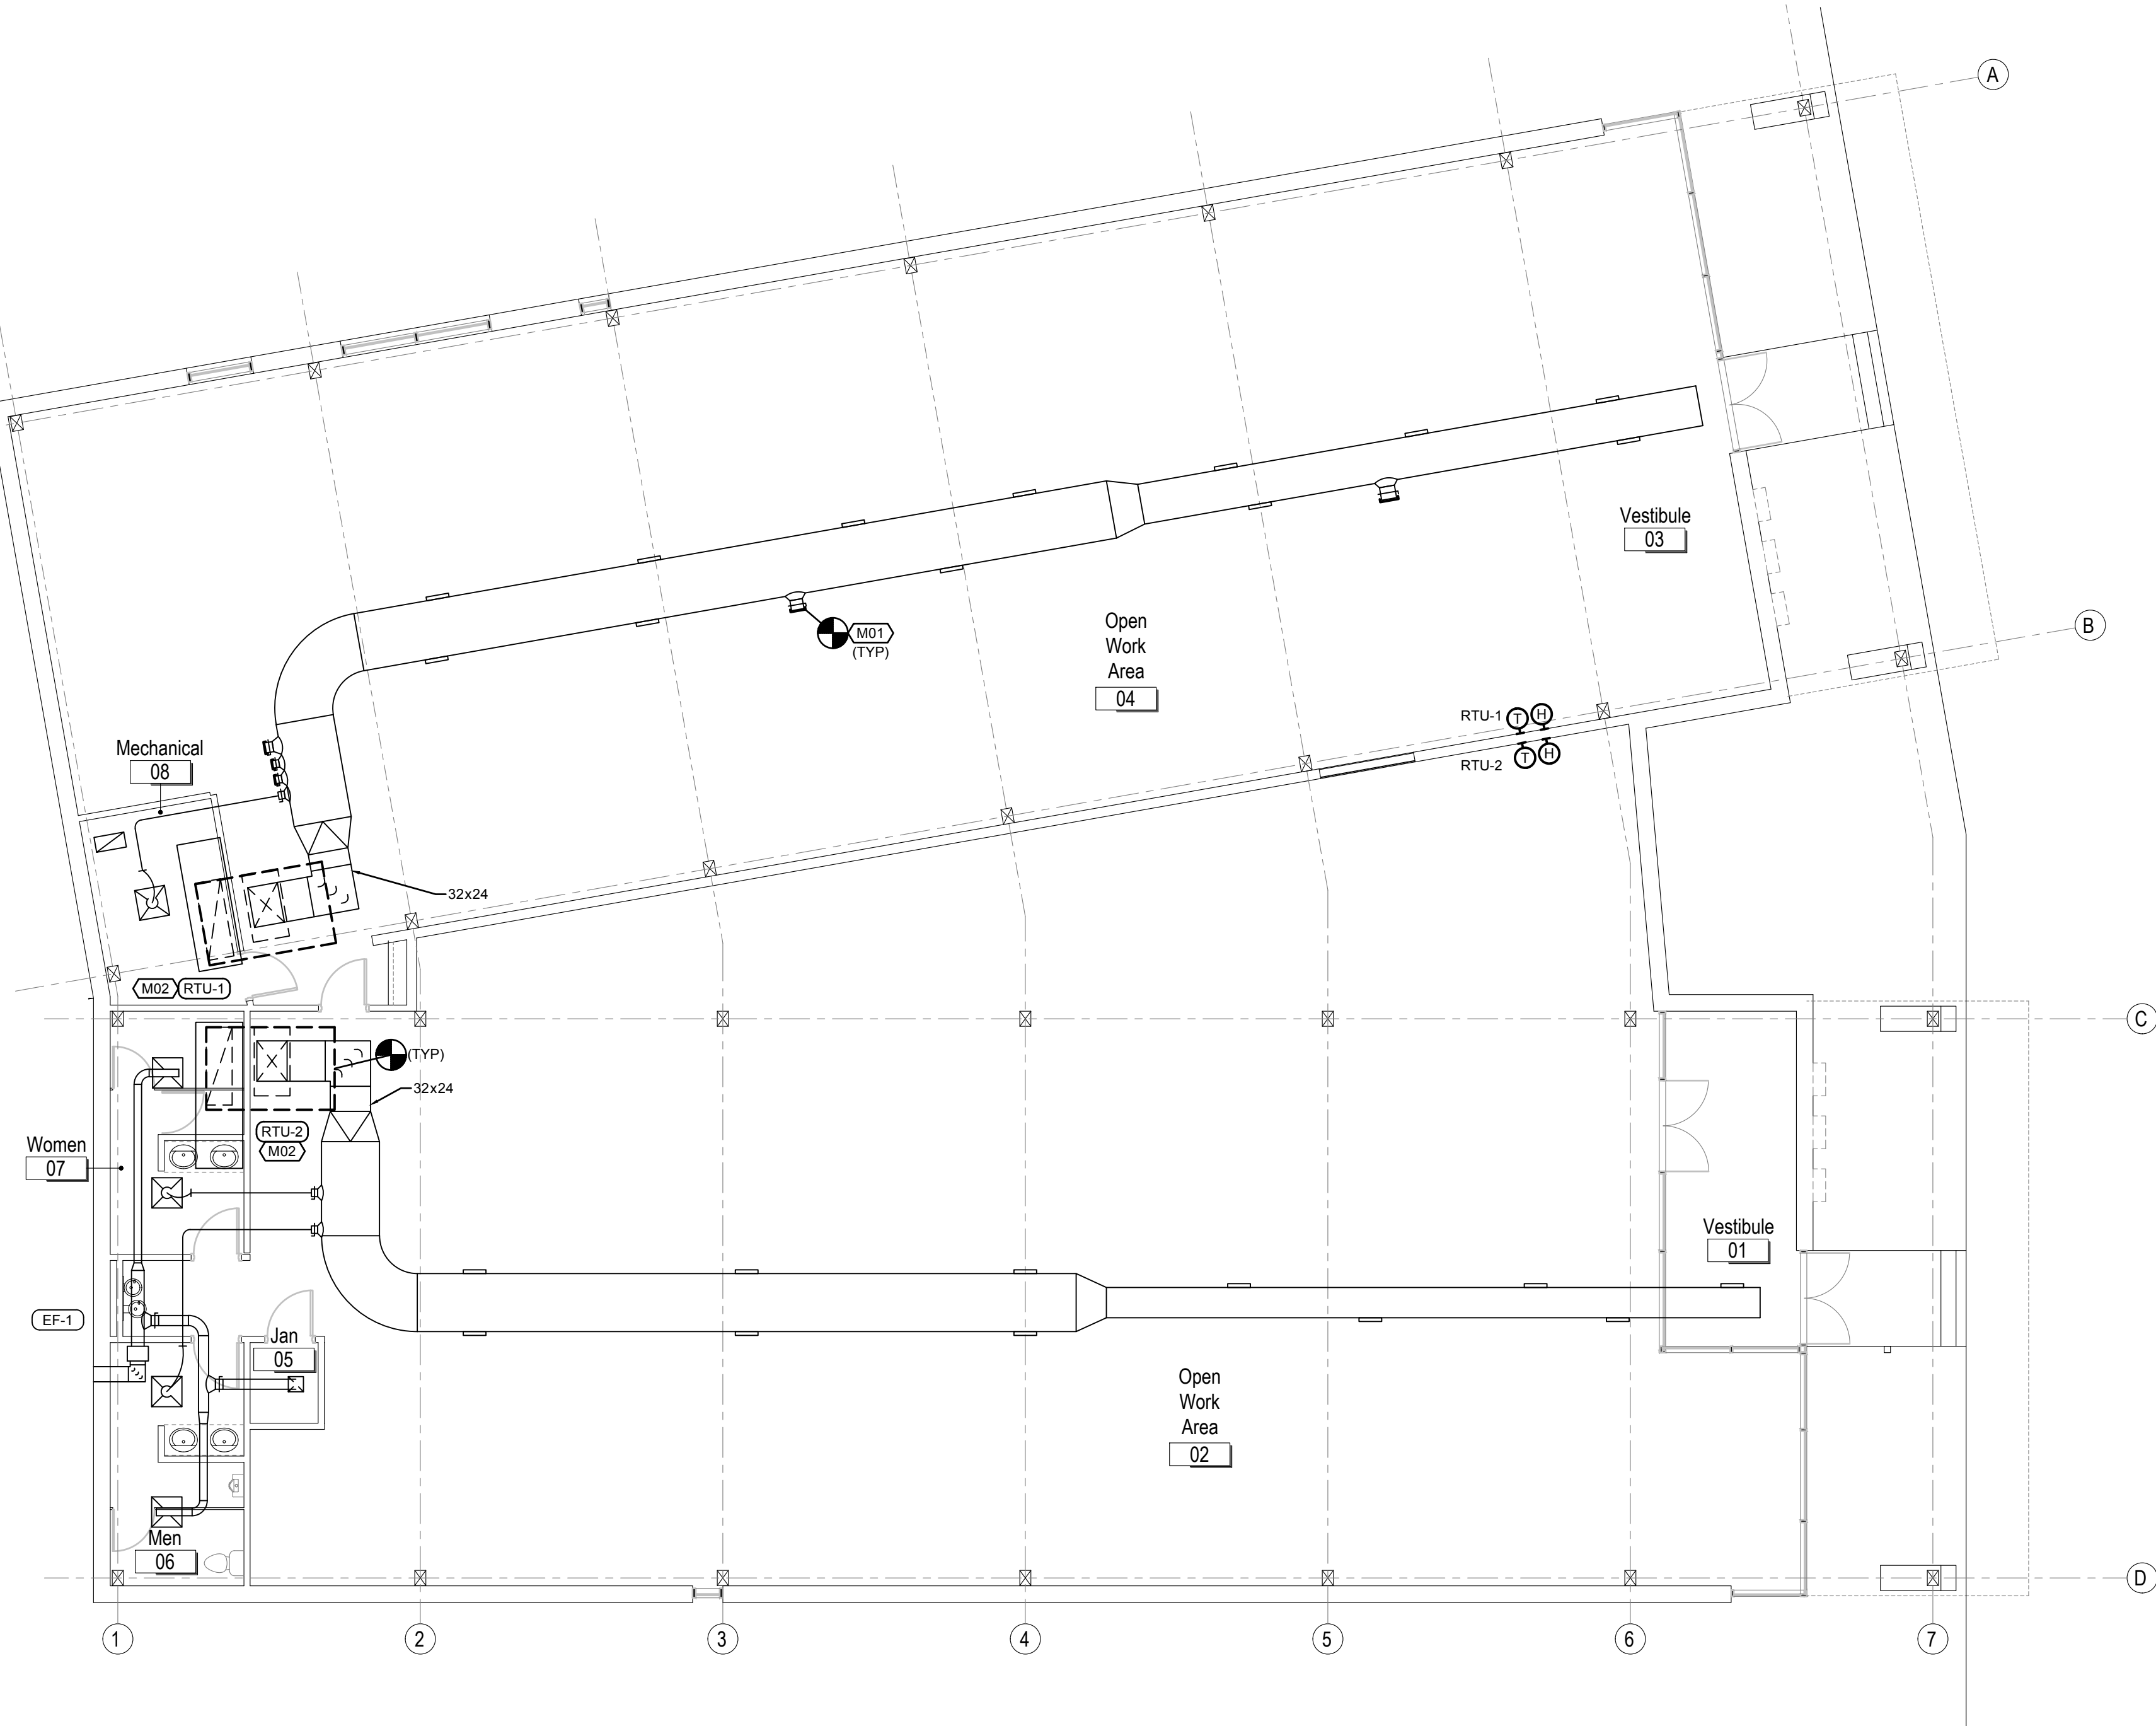 A
Vestibule
03
B
M01
(TYP)
Open
Work
Area
04
RTU-1
T
H
T
H
RTU-2
Mechanical
08
32x24
M02
RTU-1
C
(TYP)
32x24
RTU-2
M02
Women
07
Vestibule
01
EF-1
Jan
05
Open
Work
Area
02
Men
06
D
1
2
3
4
5
6
7